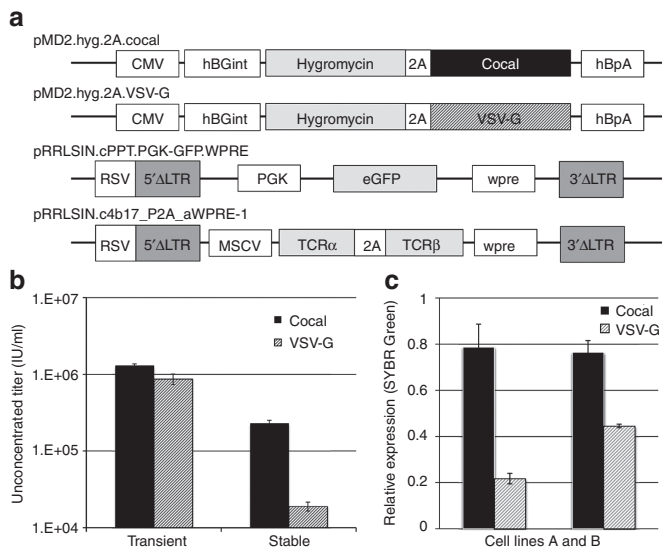 a
pMD2.hyg.2A.cocal
CMV hBGint Hygromycin 2A Cocal hBpA
pMD2.hyg.2A.VSV-G
CMV hBGint Hygromycin 2A VSV-G hBpA
pRRLSIN.cPPT.PGK-GFP.WPRE
RSV 5′ΔLTR PGK eGFP wpre 3′ΔLTR
pRRLSIN.c4b17_P2A_aWPRE-1
RSV 5′ΔLTR MSCV TCRα 2A TCRβ wpre 3′ΔLTR
b
Unconcentrated titer (IU/ml)
1.E+07
1.E+06
1.E+05
1.E+04
Cocal
VSV-G
Transient Stable
c
Relative expression (SYBR Green)
1
0.8
0.6
0.4
0.2
0
Cocal
VSV-G
Cell lines A and B